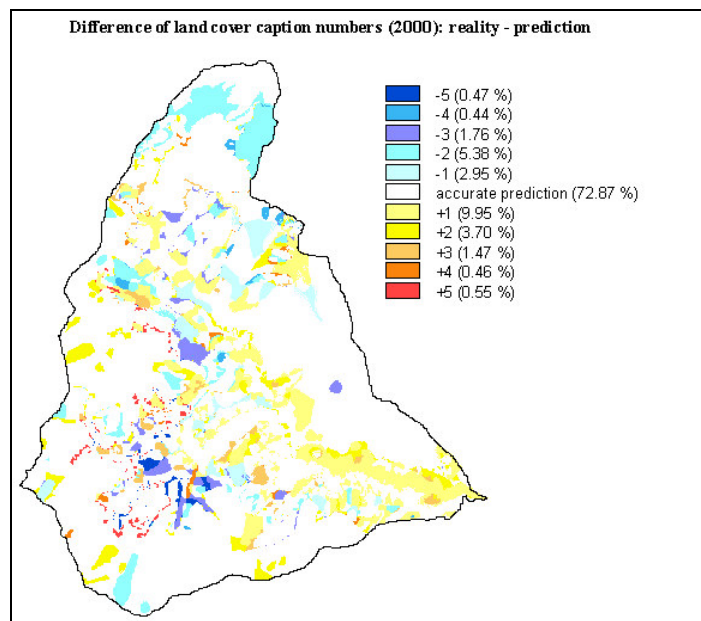 Difference of land cover caption numbers (2000): reality - prediction
-5 (0.47 %)
-4 (0.44 %)
-3 (1.76 %)
-2 (5.38 %)
-1 (2.95 %)
accurate prediction (72.87 %)
+1 (9.95 %)
+2 (3.70 %)
+3 (1.47 %)
+4 (0.46 %)
+5 (0.55 %)